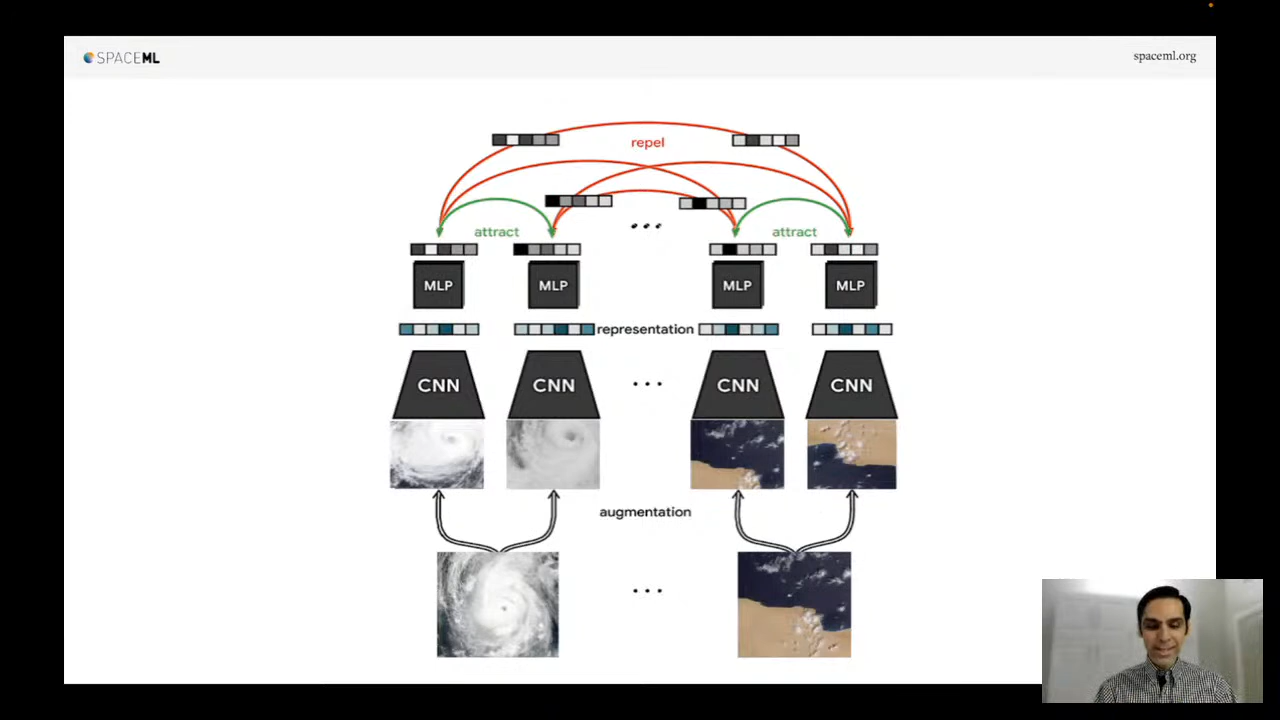 SPACEML
spaceml.org
repel
attract
attract
MLP
MLP
MLP
MLP
representation
CNN
CNN
CNN
CNN
augmentation